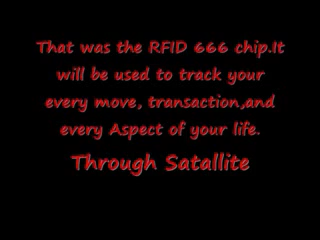 That was the RFID 666 chip.It
will be used to track your
every move, transaction,and
every Aspect of your life.
Through Satallite